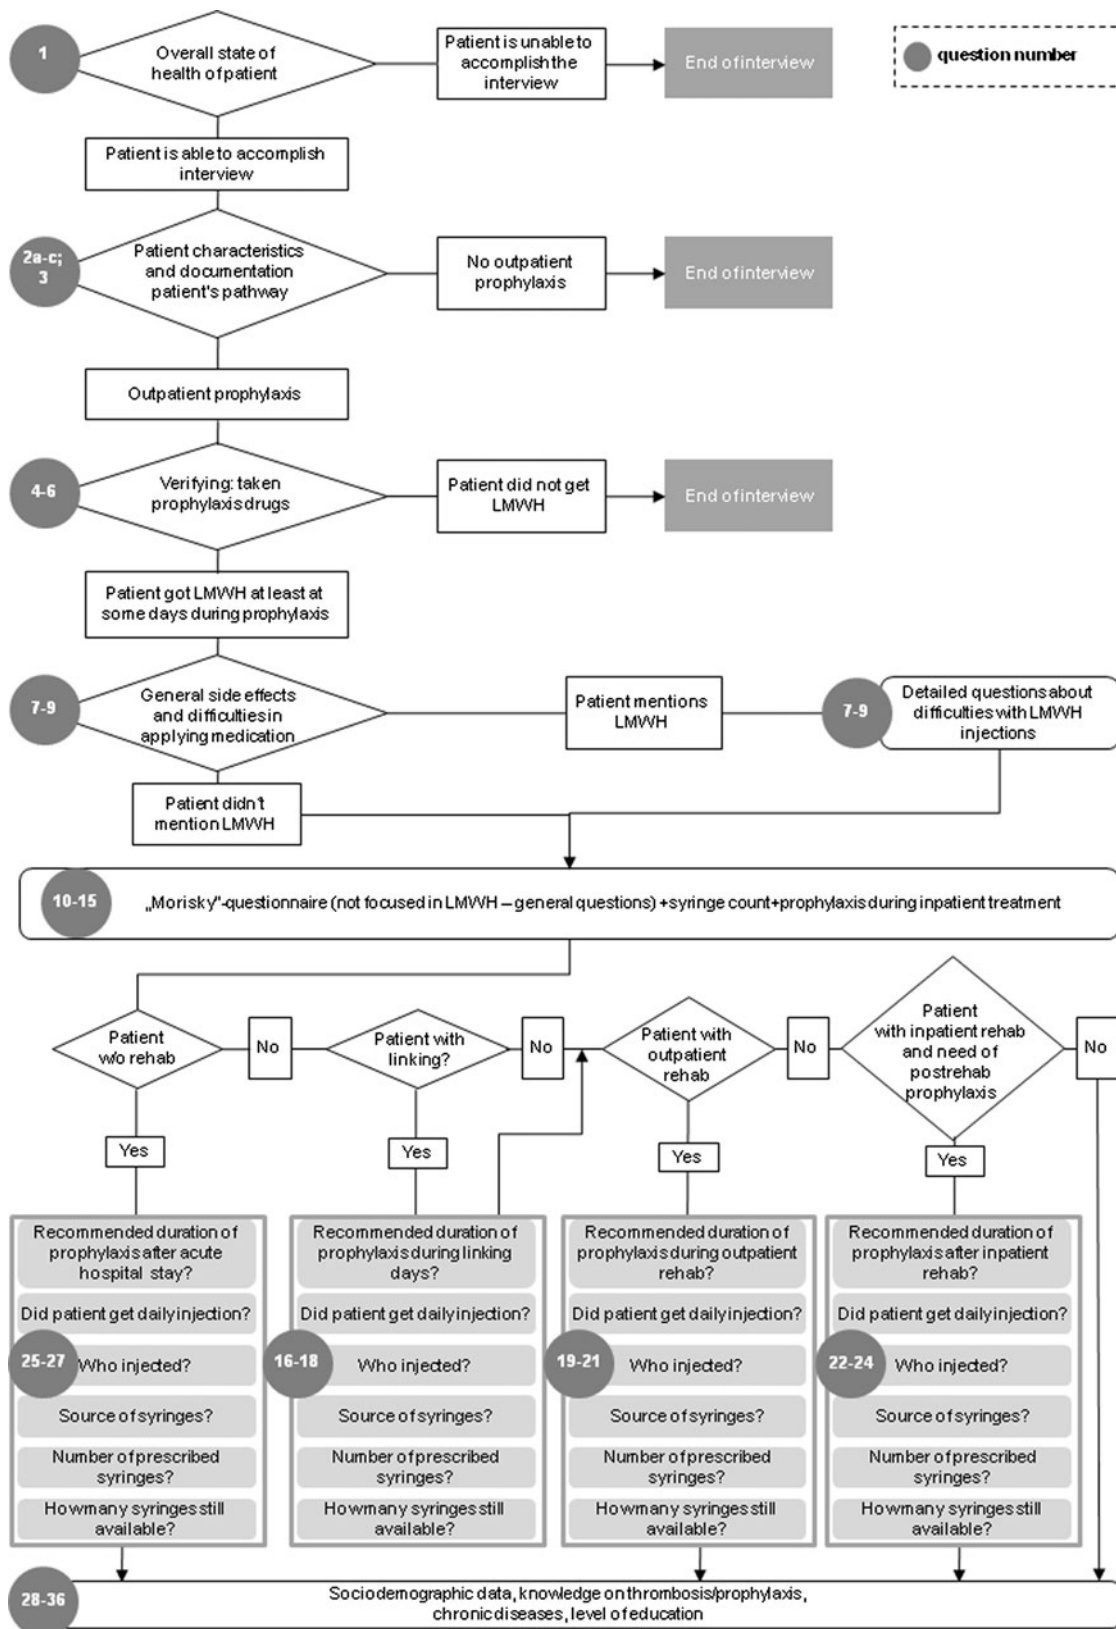 1
Overall state of
health of patient
Patient is unable to
accomplish the
interview
End of interview
question number
Patient is able to accomplish
interview
2a-c;
3
Patient characteristics
and documentation
patient's pathway
No outpatient
prophylaxis
End of interview
Outpatient prophylaxis
4-6
Verifying: taken
prophylaxis drugs
Patient did not get
LMWH
End of interview
Patient got LMWH at least at
some days during prophylaxis
7-9
General side effects
and difficulties in
applying medication
Patient mentions
LMWH
7-9
Detailed questions about
difficulties with LMWH
injections
Patient didn't
mention LMWH
10-15
„Morisky"-questionnaire (not focused in LMWH – general questions) +syringe count+prophylaxis during inpatient treatment
Patient
w/o rehab
No
Patient with
linking?
No
Patient with
outpatient
rehab
No
Patient
with inpatient rehab
and need of
postrehab
prophylaxis
No
Yes
Yes
Yes
Yes
Recommended duration of
prophylaxis after acute
hospital stay?
Did patient get daily injection?
25-27
Who injected?
Source of syringes?
Number of prescribed
syringes?
How many syringes still
available?
Recommended duration of
prophylaxis during linking
days?
Did patient get daily injection?
16-18
Who injected?
Source of syringes?
Number of prescribed
syringes?
How many syringes still
available?
Recommended duration of
prophylaxis during outpatient
rehab?
Did patient get daily injection?
19-21
Who injected?
Source of syringes?
Number of prescribed
syringes?
How many syringes still
available?
Recommended duration of
prophylaxis after inpatient
rehab?
Did patient get daily injection?
22-24
Who injected?
Source of syringes?
Number of prescribed
syringes?
How many syringes still
available?
28-36
Sociodemographic data, knowledge on thrombosis/prophylaxis,
chronic diseases, level of education